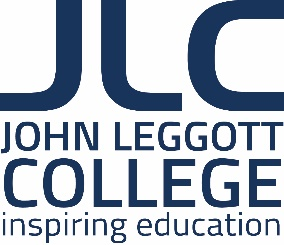 JLC
JOHN LEGGOTT
COLLEGE
inspiring education